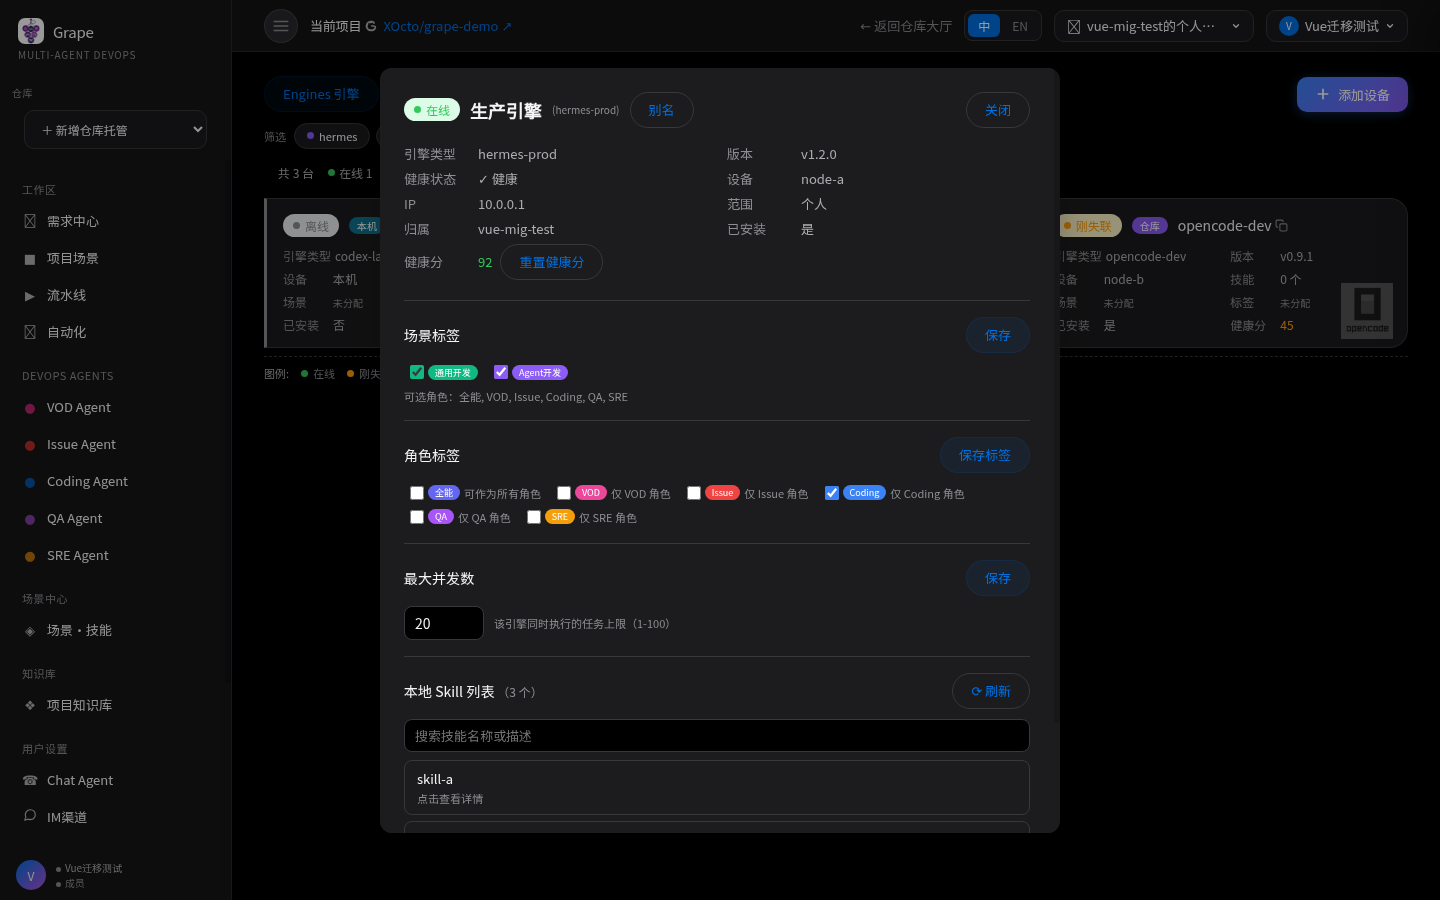 Grape
MULTI-AGENT DEVOPS
仓库
＋ 新增仓库托管
工作区
需求中心
项目场景
流水线
自动化
DEVOPS AGENTS
VOD Agent
Issue Agent
Coding Agent
QA Agent
SRE Agent
场景中心
场景・技能
知识库
项目知识库
用户设置
Chat Agent
IM渠道
V
Vue迁移测试
成员
当前项目 G XOcto/grape-demo ↗
← 返回仓库大厅
中 EN
vue-mig-test的个人…
V Vue迁移测试
Engines 引擎
＋ 添加设备
筛选 hermes
共 3 台 在线 1
离线 本机
引擎类型 codex-la
设备 本机
场景 未分配
已安装 否
图例: 在线 刚失
在线 生产引擎 (hermes-prod) 别名 关闭
引擎类型 hermes-prod 版本 v1.2.0
健康状态 ✓ 健康 设备 node-a
IP 10.0.0.1 范围 个人
归属 vue-mig-test 已安装 是
健康分 92 重置健康分
场景标签 保存
通用开发 Agent开发
可选角色：全能, VOD, Issue, Coding, QA, SRE
角色标签 保存标签
全能 可作为所有角色 VOD 仅 VOD 角色 Issue 仅 Issue 角色 Coding 仅 Coding 角色
QA 仅 QA 角色 SRE 仅 SRE 角色
最大并发数 保存
20 该引擎同时执行的任务上限（1-100）
本地 Skill 列表 （3 个） ⟳ 刷新
搜索技能名称或描述
skill-a
点击查看详情
刚失联 仓库 opencode-dev
引擎类型 opencode-dev 版本 v0.9.1
设备 node-b 技能 0 个
场景 未分配 标签 未分配
已安装 是 健康分 45
opencode